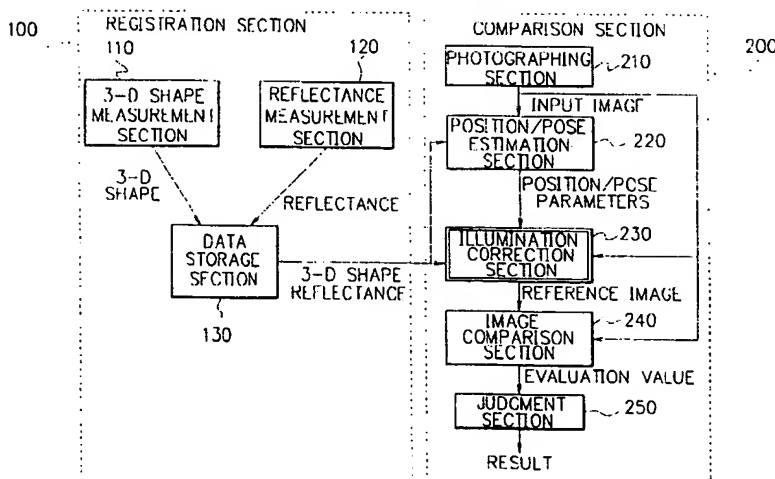 100
REGISTRATION SECTION
110
120
3-D SHAPE
MEASUREMENT
SECTION
REFLECTANCE
MEASUREMENT
SECTION
3-D
SHAPE
REFLECTANCE
DATA
STORAGE
SECTION
130
3-D SHAPE
REFLECTANCE
COMPARISON SECTION
200
PHOTOGRAPHING
SECTION
210
INPUT IMAGE
POSITION/POSE
ESTIMATION
SECTION
220
POSITION/POSE
PARAMETERS
ILLUMINATION
CORRECTION
SECTION
230
REFERENCE IMAGE
IMAGE
COMPARISON
SECTION
240
EVALUATION VALUE
JUDGMENT
SECTION
250
RESULT